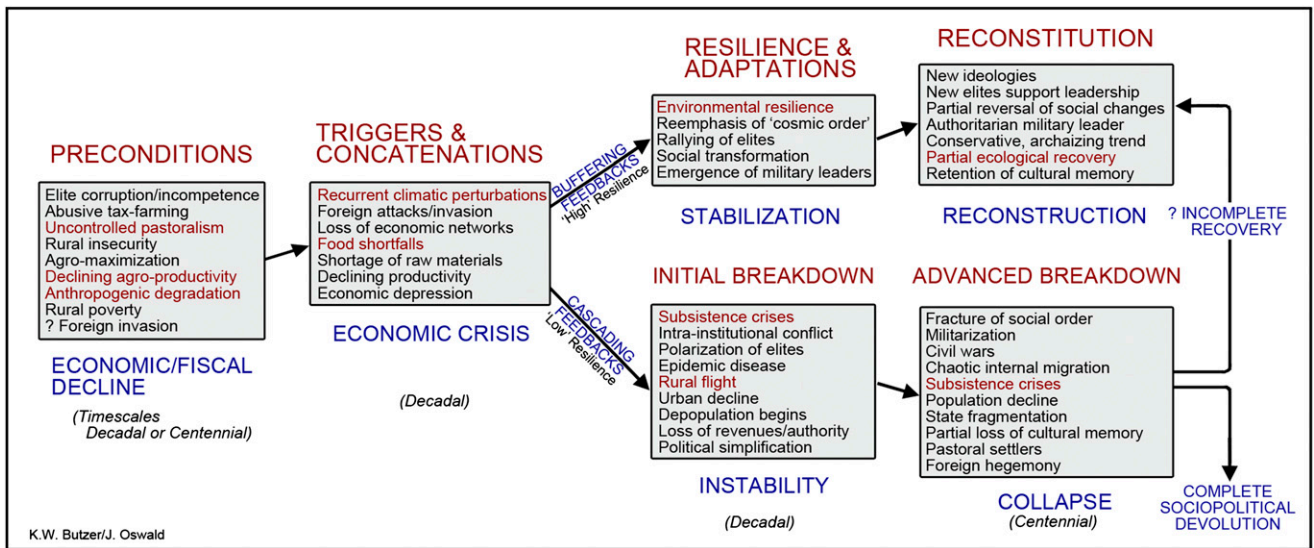 PRECONDITIONS
Elite corruption/incompetence
Abusive tax-farming
Uncontrolled pastoralism
Rural insecurity
Agro-maximization
Declining agro-productivity
Anthropogenic degradation
Rural poverty
? Foreign invasion
ECONOMIC/FISCAL
DECLINE
(Timescales
Decadal or Centennial)
TRIGGERS &
CONCATENATIONS
Recurrent climatic perturbations
Foreign attacks/invasion
Loss of economic networks
Food shortfalls
Shortage of raw materials
Declining productivity
Economic depression
ECONOMIC CRISIS
(Decadal)
BUFFERING
FEEDBACKS
'High' Resilience
CASCADING
FEEDBACKS
'Low' Resilience
RESILIENCE &
ADAPTATIONS
Environmental resilience
Reemphasis of 'cosmic order'
Rallying of elites
Social transformation
Emergence of military leaders
STABILIZATION
RECONSTITUTION
New ideologies
New elites support leadership
Partial reversal of social changes
Authoritarian military leader
Conservative, archaizing trend
Partial ecological recovery
Retention of cultural memory
RECONSTRUCTION
? INCOMPLETE
RECOVERY
INITIAL BREAKDOWN
Subsistence crises
Intra-institutional conflict
Polarization of elites
Epidemic disease
Rural flight
Urban decline
Depopulation begins
Loss of revenues/authority
Political simplification
INSTABILITY
(Decadal)
ADVANCED BREAKDOWN
Fracture of social order
Militarization
Civil wars
Chaotic internal migration
Subsistence crises
Population decline
State fragmentation
Partial loss of cultural memory
Pastoral settlers
Foreign hegemony
COLLAPSE
(Centennial)
COMPLETE
SOCIOPOLITICAL
DEVOLUTION
K.W. Butzer/J. Oswald